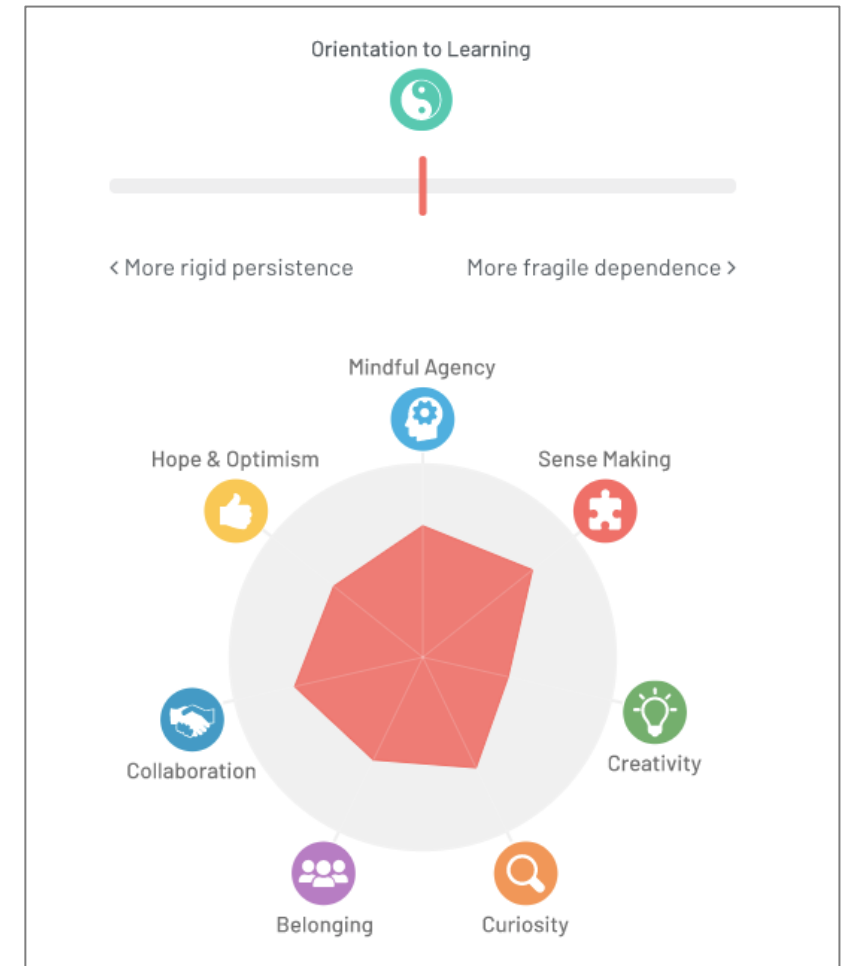 Orientation to Learning
< More rigid persistence
More fragile dependence >
Mindful Agency
Hope & Optimism
Sense Making
Collaboration
Creativity
Belonging
Curiosity